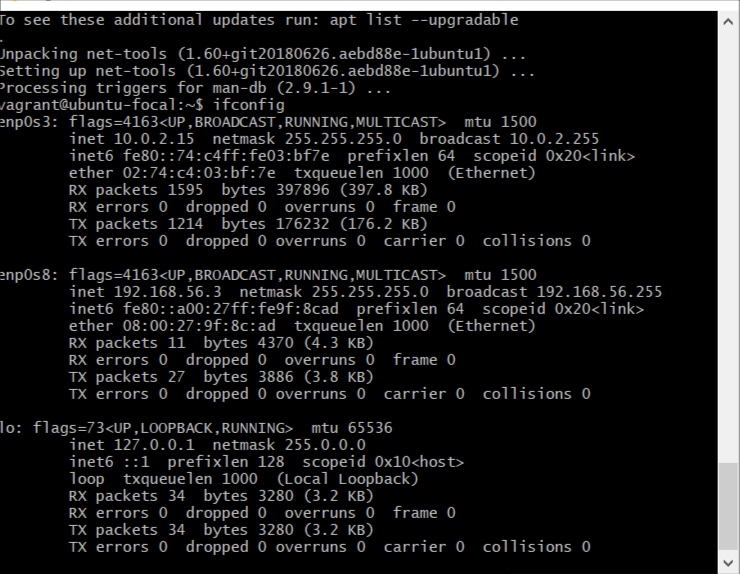 To see these additional updates run: apt list --upgradable
.
Unpacking net-tools (1.60+git20180626.aebd88e-1ubuntu1) ...
Setting up net-tools (1.60+git20180626.aebd88e-1ubuntu1) ...
Processing triggers for man-db (2.9.1-1) ...
vagrant@ubuntu-focal:~$ ifconfig
enp0s3: flags=4163<UP,BROADCAST,RUNNING,MULTICAST>  mtu 1500
        inet 10.0.2.15  netmask 255.255.255.0  broadcast 10.0.2.255
        inet6 fe80::74:c4ff:fe03:bf7e  prefixlen 64  scopeid 0x20<link>
        ether 02:74:c4:03:bf:7e  txqueuelen 1000  (Ethernet)
        RX packets 1595  bytes 397896 (397.8 KB)
        RX errors 0  dropped 0  overruns 0  frame 0
        TX packets 1214  bytes 176232 (176.2 KB)
        TX errors 0  dropped 0 overruns 0  carrier 0  collisions 0

enp0s8: flags=4163<UP,BROADCAST,RUNNING,MULTICAST>  mtu 1500
        inet 192.168.56.3  netmask 255.255.255.0  broadcast 192.168.56.255
        inet6 fe80::a00:27ff:fe9f:8cad  prefixlen 64  scopeid 0x20<link>
        ether 08:00:27:9f:8c:ad  txqueuelen 1000  (Ethernet)
        RX packets 11  bytes 4370 (4.3 KB)
        RX errors 0  dropped 0  overruns 0  frame 0
        TX packets 27  bytes 3886 (3.8 KB)
        TX errors 0  dropped 0 overruns 0  carrier 0  collisions 0

lo: flags=73<UP,LOOPBACK,RUNNING>  mtu 65536
        inet 127.0.0.1  netmask 255.0.0.0
        inet6 ::1  prefixlen 128  scopeid 0x10<host>
        loop  txqueuelen 1000  (Local Loopback)
        RX packets 34  bytes 3280 (3.2 KB)
        RX errors 0  dropped 0  overruns 0  frame 0
        TX packets 34  bytes 3280 (3.2 KB)
        TX errors 0  dropped 0 overruns 0  carrier 0  collisions 0